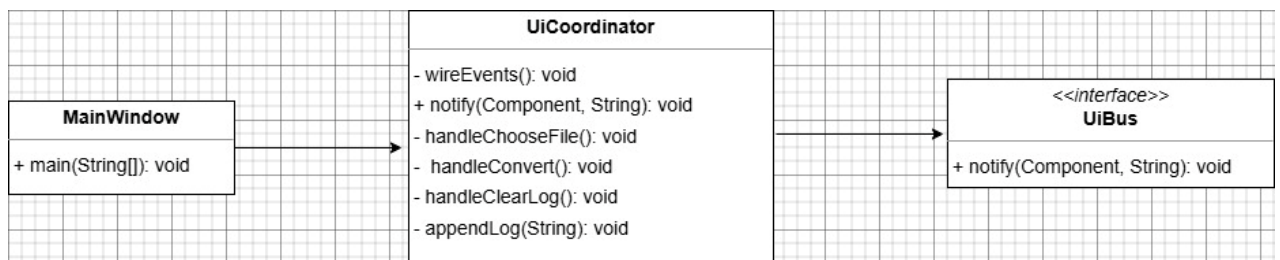 MainWindow
+ main(String[]): void
UiCoordinator
- wireEvents(): void
+ notify(Component, String): void
- handleChooseFile(): void
- handleConvert(): void
- handleClearLog(): void
- appendLog(String): void
<<interface>>
UiBus
+ notify(Component, String): void